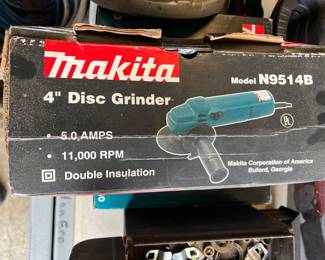 makita
Model N9514B
4" Disc Grinder
• 5.0 AMPS
• 11,000 RPM
Double Insulation
Makita Corporation of America
Buford, Georgia